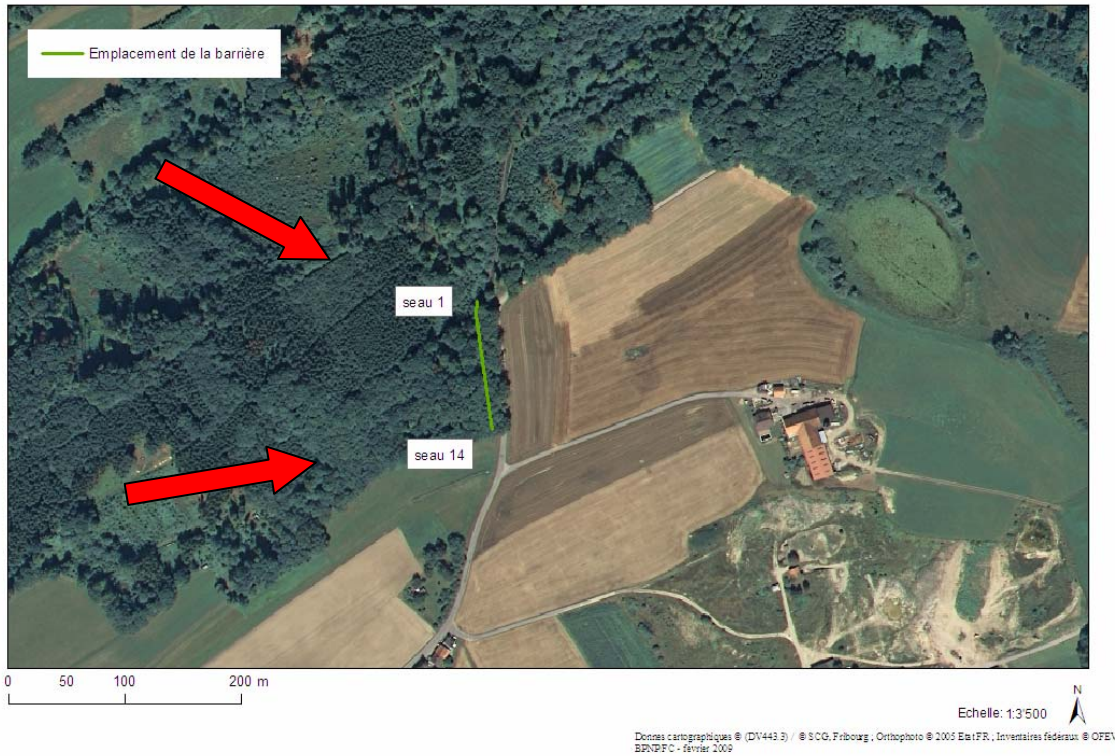 Emplacement de la barrière
seau 1
seau 14
0 50 100 200 m
N
Echelle: 1:3'500
Donnes cartographiques © (DV443.3) / © SCG, Fribourg ; Orthophoto © 2005 Etat FR ; Inventaires fédéraux © OFEV
BPNPFC - février 2009